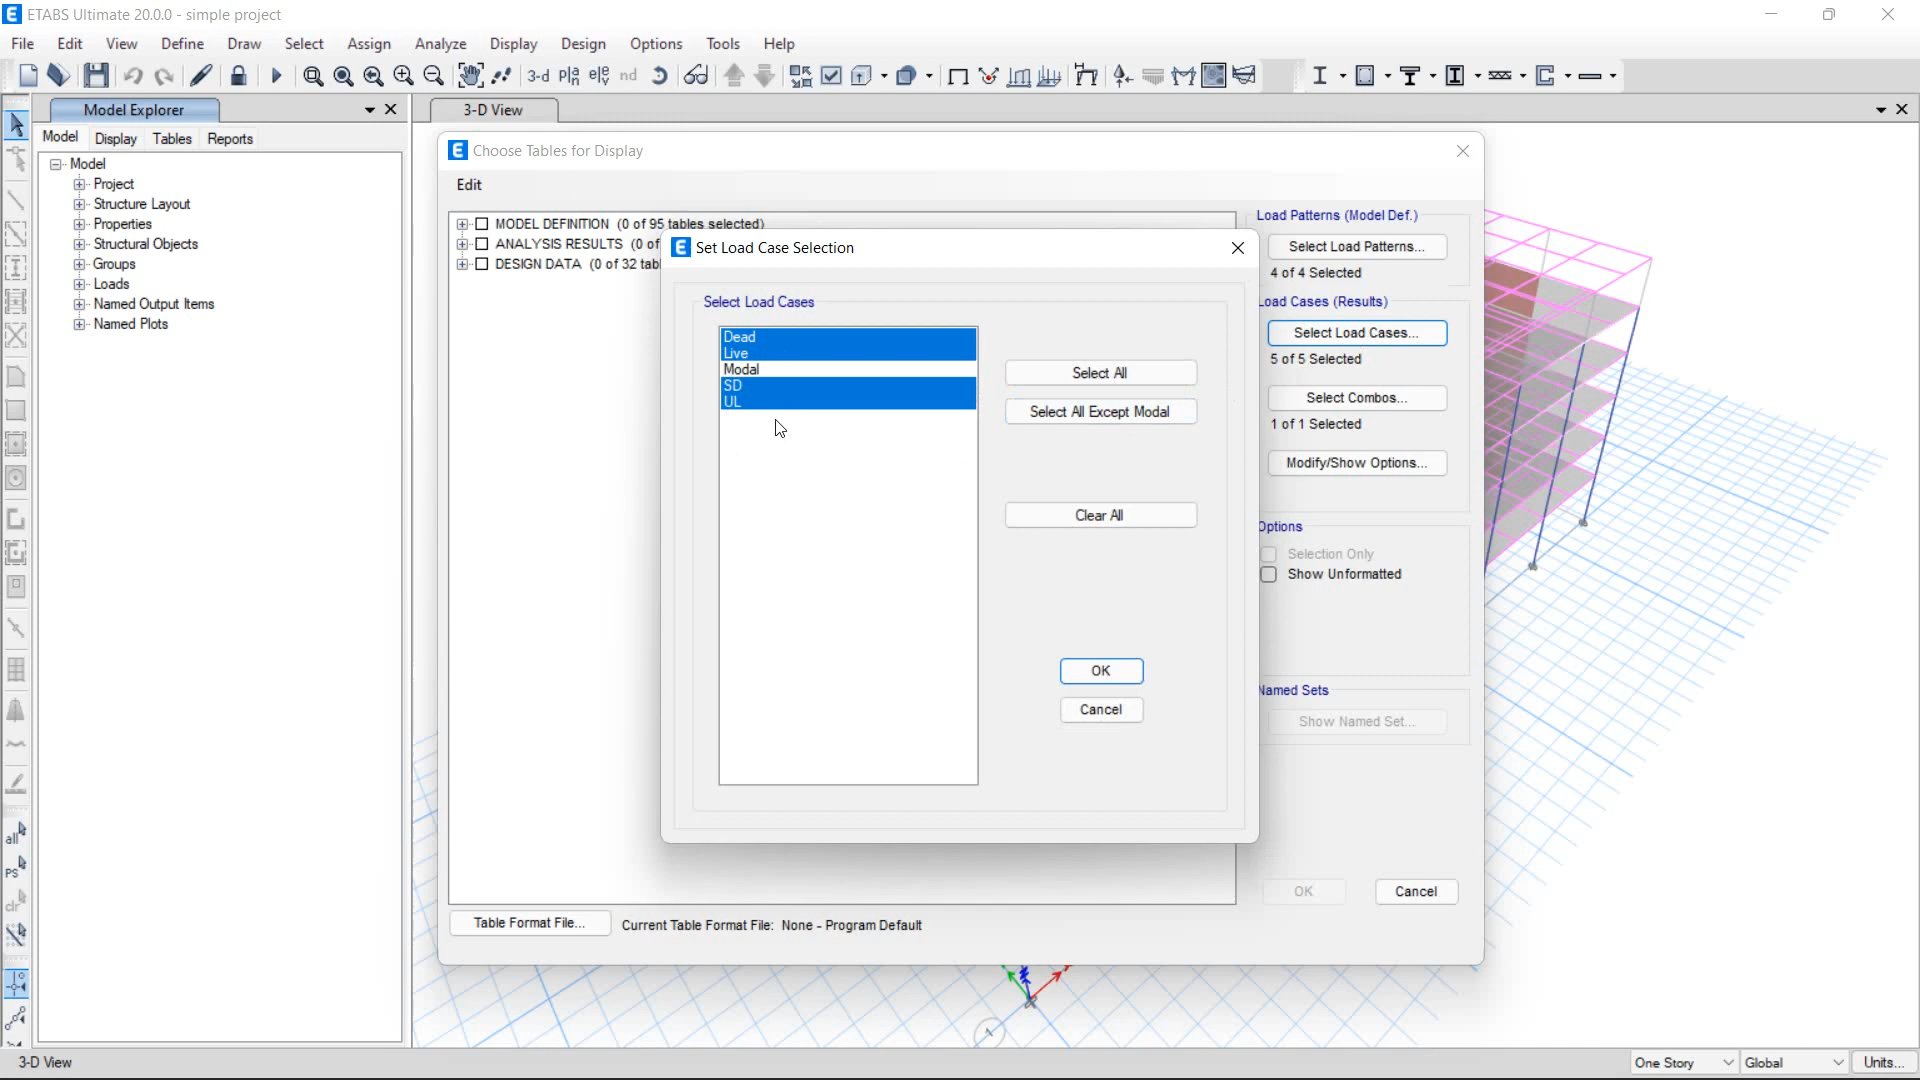 ETABS Ultimate 20.0.0 - simple project
File Edit View Define Draw Select Assign Analyze Display Design Options Tools Help
3-d
nd
Model Explorer
3-D View
Model Display Tables Reports
Model
Project
Structure Layout
Properties
Structural Objects
Groups
Loads
Named Output Items
Named Plots
all
PS
clr
Choose Tables for Display
Edit
MODEL DEFINITION (0 of 95 tables selected)
ANALYSIS RESULTS (0 of
DESIGN DATA (0 of 32 tabl
Set Load Case Selection
Select Load Cases
Dead
Live
Modal
SD
UL
Select All
Select All Except Modal
Clear All
OK
Cancel
Load Patterns (Model Def.)
Select Load Patterns...
4 of 4 Selected
Load Cases (Results)
Select Load Cases...
5 of 5 Selected
Select Combos...
1 of 1 Selected
Modify/Show Options...
Options
Selection Only
Show Unformatted
Named Sets
Show Named Set...
OK
Cancel
Table Format File...
Current Table Format File: None - Program Default
3-D View
One Story
Global
Units...